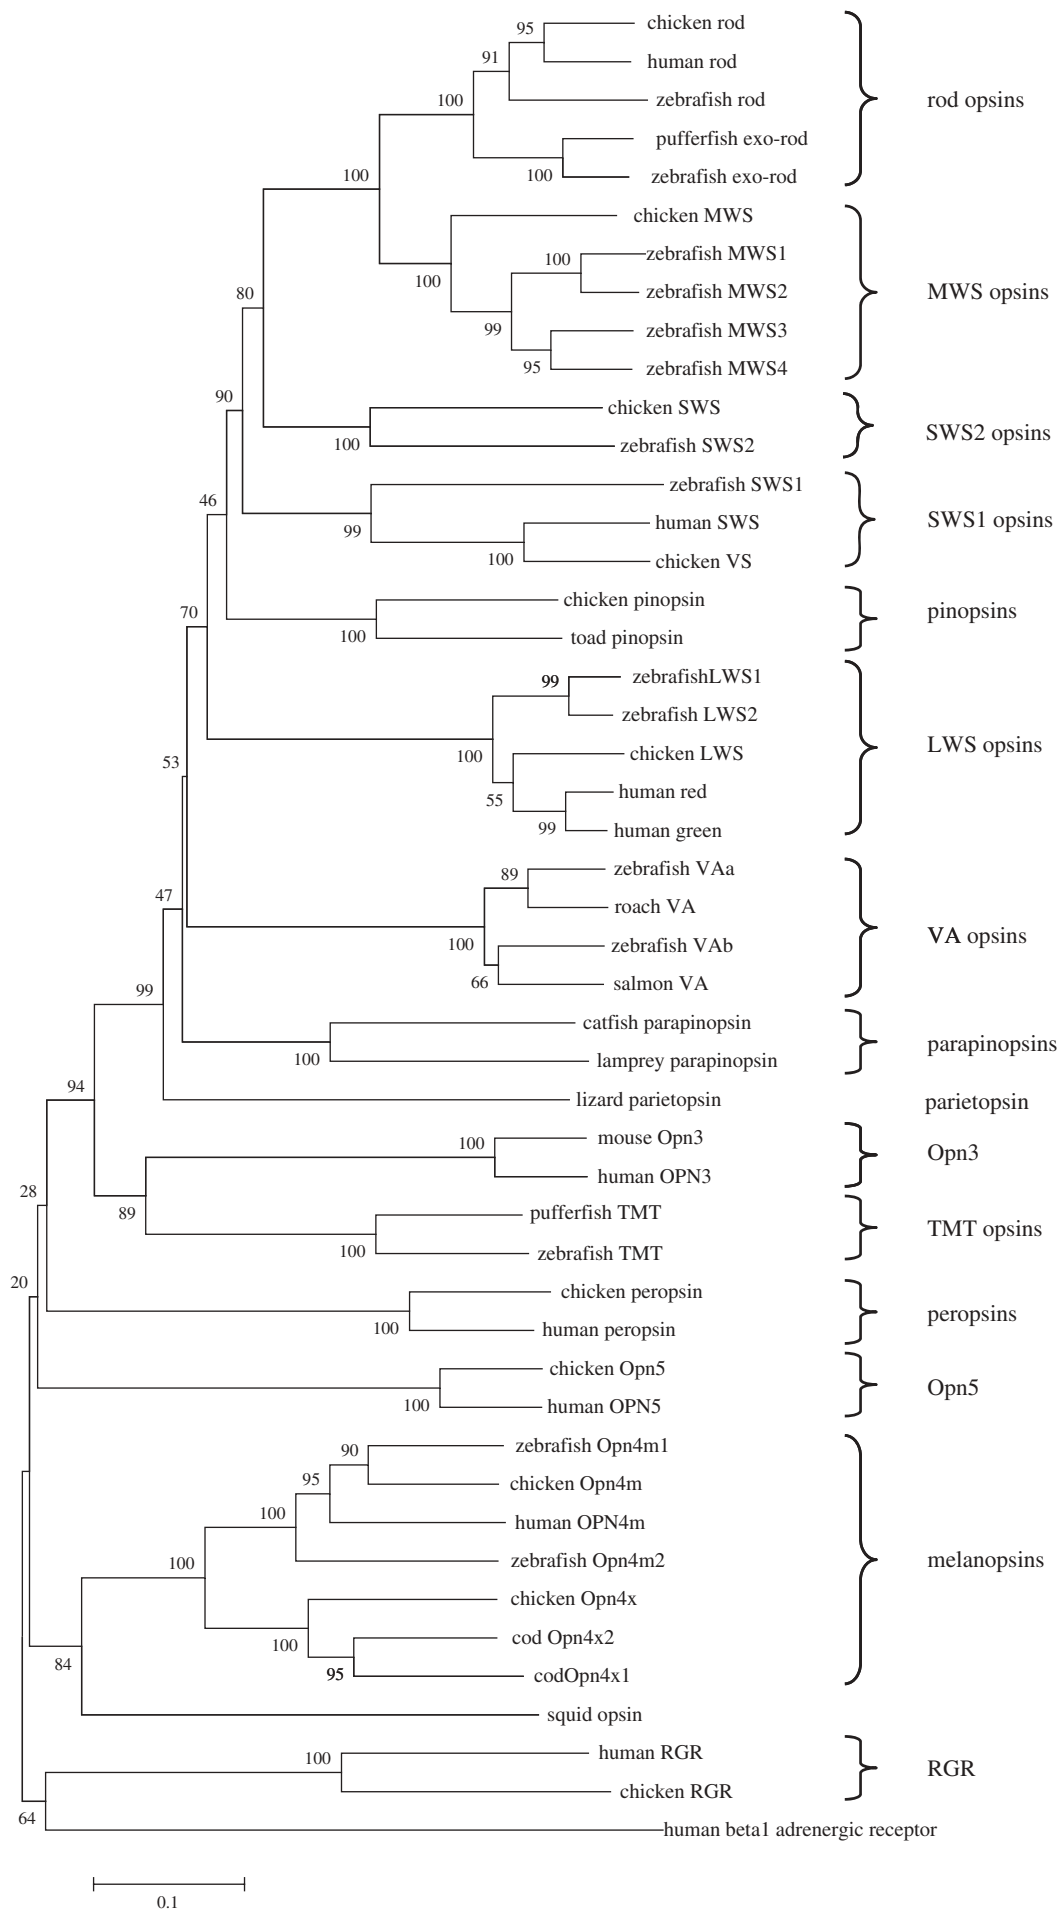 chicken rod
95
human rod
91
zebrafish rod
rod opsins
100
pufferfish exo-rod
100
zebrafish exo-rod
100
chicken MWS
zebrafish MWS1
100
100
zebrafish MWS2
MWS opsins
80
99
zebrafish MWS3
95
zebrafish MWS4
90
chicken SWS
100
zebrafish SWS2
SWS2 opsins
zebrafish SWS1
46
99
human SWS
SWS1 opsins
100
chicken VS
chicken pinopsin
pinopsins
70
100
toad pinopsin
99
zebrafishLWS1
zebrafish LWS2
100
chicken LWS
LWS opsins
53
55
human red
99
human green
89
zebrafish VAa
47
roach VA
100
zebrafish VAb
VA opsins
66
salmon VA
99
catfish parapinopsin
100
lamprey parapinopsin
parapinopsins
94
lizard parietopsin
parietopsin
100
mouse Opn3
Opn3
human OPN3
28
89
pufferfish TMT
TMT opsins
100
zebrafish TMT
20
chicken peropsin
100
human peropsin
peropsins
chicken Opn5
100
human OPN5
Opn5
90
zebrafish Opn4m1
95
chicken Opn4m
100
human OPN4m
100
zebrafish Opn4m2
melanopsins
chicken Opn4x
100
cod Opn4x2
84
95
codOpn4x1
squid opsin
100
human RGR
RGR
chicken RGR
64
human beta1 adrenergic receptor
0.1